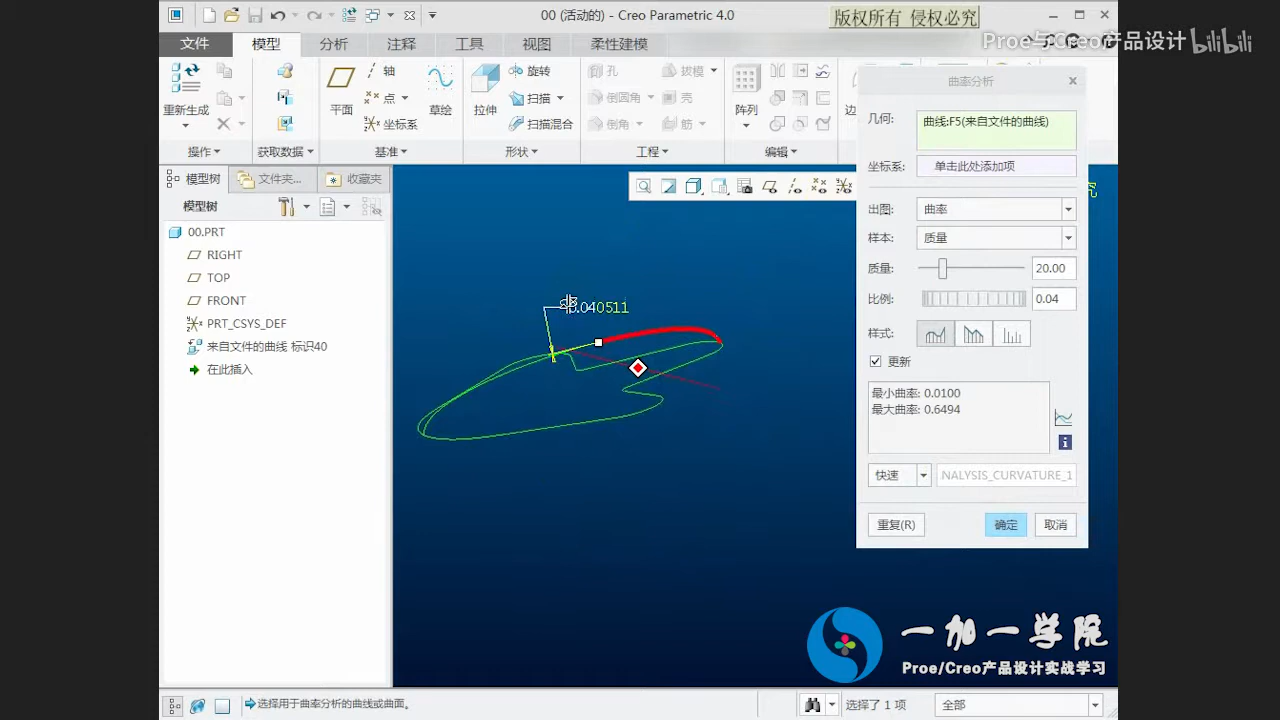 00 (活动的) - Creo Parametric 4.0
版权所有 侵权必究
Proe与Creo产品设计 bilibili
文件 模型 分析 注释 工具 视图 柔性建模
重新生成
平面
轴
点
坐标系
草绘
拉伸
旋转
扫描
扫描混合
孔
倒圆角
倒角
拔模
壳
筋
阵列
边
操作 获取数据 基准 形状 工程 编辑
模型树 文件夹... 收藏夹
模型树
00.PRT
RIGHT
TOP
FRONT
PRT_CSYS_DEF
来自文件的曲线 标识40
在此插入
0.040511
曲率分析
几何: 曲线:F5(来自文件的曲线)
坐标系: 单击此处添加项
出图: 曲率
样本: 质量
质量: 20.00
比例: 0.04
样式:
更新
最小曲率: 0.0100
最大曲率: 0.6494
快速 NALYSIS_CURVATURE_1
重复(R) 确定 取消
一加一学院
Proe/Creo产品设计实战学习
选择用于曲率分析的曲线或曲面。
选择了 1 项 全部